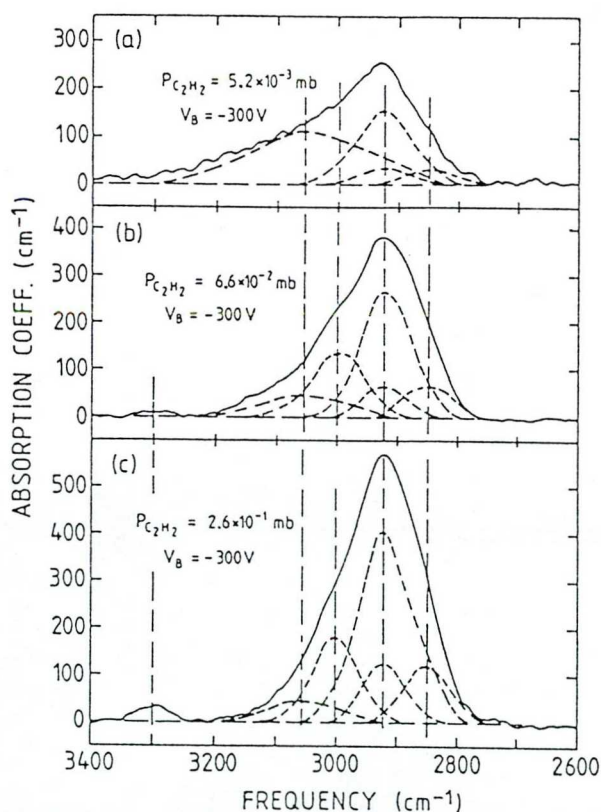 ABSORPTION COEFF. (cm⁻¹)
300
200
100
0
(a)
P_C₂H₂ = 5.2×10⁻³ mb
V_B = -300V
400
300
200
100
0
(b)
P_C₂H₂ = 6.6×10⁻² mb
V_B = -300V
500
400
300
200
100
0
(c)
P_C₂H₂ = 2.6×10⁻¹ mb
V_B = -300V
3400 3200 3000 2800 2600
FREQUENCY (cm⁻¹)